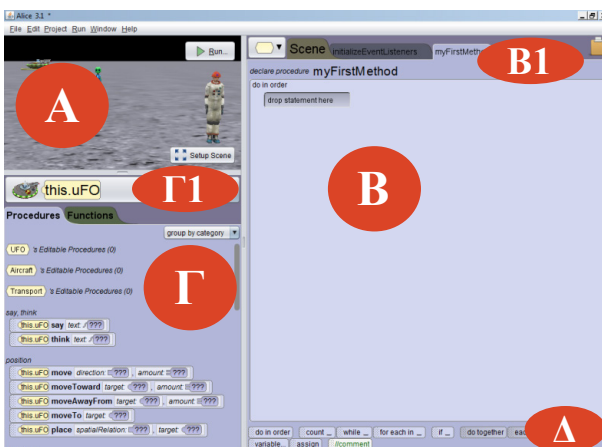 Alice 3.1 *
File Edit Project Run Window Help
Run...
A
Setup Scene
Γ1
this.uFO
Procedures Functions
group by category
Γ
UFO 's Editable Procedures (0)
Aircraft 's Editable Procedures (0)
Transport 's Editable Procedures (0)
say, think
this.uFO say text: ???
this.uFO think text: ???
position
this.uFO move direction: ??? , amount: ???
this.uFO moveToward target: ??? , amount: ???
this.uFO moveAwayFrom target: ??? , amount: ???
this.uFO moveTo target: ???
this.uFO place spatialRelation: ??? , target: ???
Scene initializeEventListeners myFirstMeth
B1
declare procedure myFirstMethod
do in order
drop statement here
B
do in order count _ while _ for each in _ if _ do together eac
variable... assign //comment
Δ